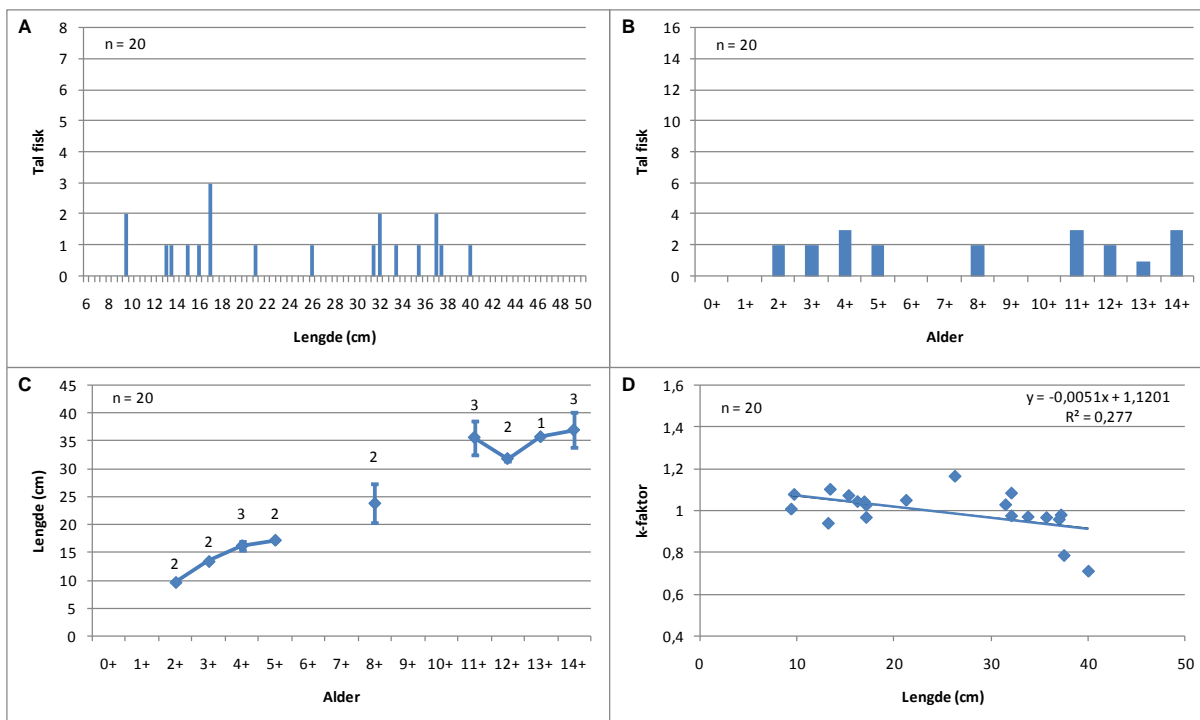 A
n = 20
Tal fisk
8
7
6
5
4
3
2
1
0
6 8 10 12 14 16 18 20 22 24 26 28 30 32 34 36 38 40 42 44 46 48 50
Lengde (cm)
B
n = 20
Tal fisk
16
14
12
10
8
6
4
2
0
0+ 1+ 2+ 3+ 4+ 5+ 6+ 7+ 8+ 9+ 10+ 11+ 12+ 13+ 14+
Alder
C
n = 20
Lengde (cm)
45
40
35
30
25
20
15
10
5
0
2 2 3 2 2 3 2 1 3
0+ 1+ 2+ 3+ 4+ 5+ 6+ 7+ 8+ 9+ 10+ 11+ 12+ 13+ 14+
Alder
D
n = 20
y = -0,0051x + 1,1201
R² = 0,277
k-faktor
1,6
1,4
1,2
1
0,8
0,6
0,4
0 10 20 30 40 50
Lengde (cm)